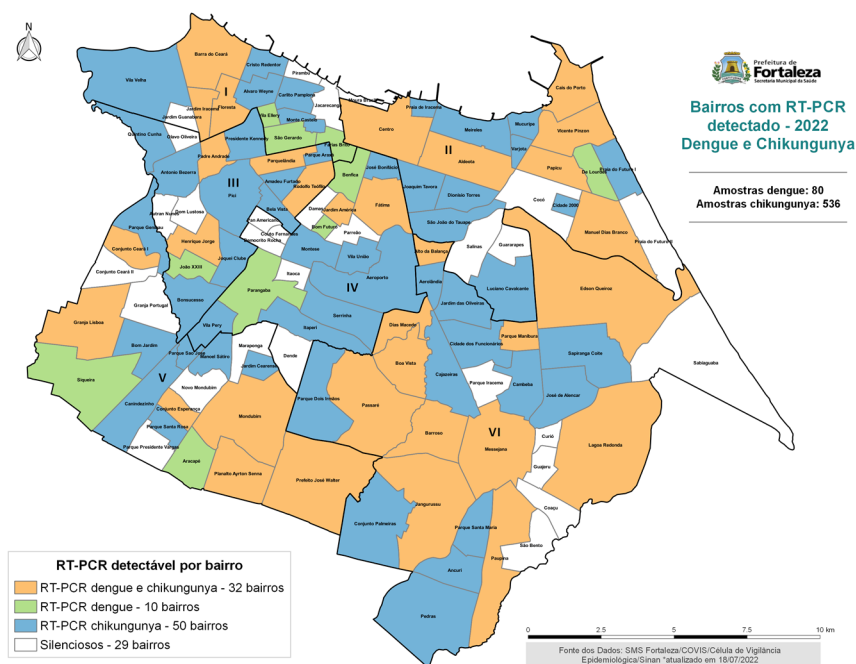 N
Prefeitura de
Fortaleza
Secretaria Municipal da Saúde
Bairros com RT-PCR
detectado - 2022
Dengue e Chikungunya
Amostras dengue: 80
Amostras chikungunya: 536
Barra do Ceará
Vila Velha
Cristo Redentor
Pirambu
I
Alvaro Weyne
Carlito Pamplona
Jardim Iracema
Floresta
Jacarecanga
Moura Brasil
Jardim Guanabara
Vila Ellery
Monte Castelo
Quintino Cunha
Olavo Oliveira
Presidente Kennedy
São Gerardo
Farias Brito
Centro
Praia de Iracema
Meireles
Mucuripe
Varjota
Cais do Porto
Vicente Pinzon
II
Aldeota
Papicu
De Lourdes
Praia do Futuro I
Padre Andrade
Parquelândia
Parque Araxá
Antonio Bezerra
III
Pici
Amadeu Furtado
Rodolfo Teófilo
Benfica
José Bonifácio
Joaquim Tavora
Dionisio Torres
Cocó
Cidade 2000
Autran Nunes
Dom Lustosa
Bela Vista
Pan Americano
Damas
Jardim América
Fátima
São João do Tauape
Manuel Dias Branco
Praia do Futuro II
Parque Genibau
Conjunto Ceará I
Henrique Jorge
Couto Fernandes
Democrito Rocha
Bom Futuro
Parreão
Salinas
Guararapes
Conjunto Ceará II
João XXIII
Joquei Clube
Montese
Vila União
Alto da Balança
Itaoca
Aeroporto
Aerolândia
Luciano Cavalcante
Edson Queiroz
Granja Portugal
Bonsucesso
Parangaba
IV
Jardim das Oliveiras
Granja Lisboa
Vila Pery
Itaperi
Serrinha
Dias Macedo
Parque Manibura
Cidade dos Funcionários
Bom Jardim
Parque São José
Manoel Sátiro
Maraponga
Dendê
Jardim Cearense
Boa Vista
Sapiranga Coité
Sabiaguaba
Siqueira
V
Novo Mondubim
Cajazeiras
Parque Iracema
Cambeba
José de Alencar
Canindezinho
Conjunto Esperança
Parque Santa Rosa
Mondubim
Parque Dois Irmãos
Passaré
Parque Presidente Vargas
Barroso
VI
Messejana
Curió
Lagoa Redonda
Aracapé
Planalto Ayrton Senna
Prefeito José Walter
Guajeru
Jangurussu
Coaçu
Conjunto Palmeiras
Parque Santa Maria
São Bento
Paupina
Ancuri
Pedras
RT-PCR detectável por bairro
RT-PCR dengue e chikungunya - 32 bairros
RT-PCR dengue - 10 bairros
RT-PCR chikungunya - 50 bairros
Silenciosos - 29 bairros
0 2.5 5 7.5 10 km
Fonte dos Dados: SMS Fortaleza/COVIS/Célula de Vigilância
Epidemiológica/Sinan *atualizado em 18/07/2022